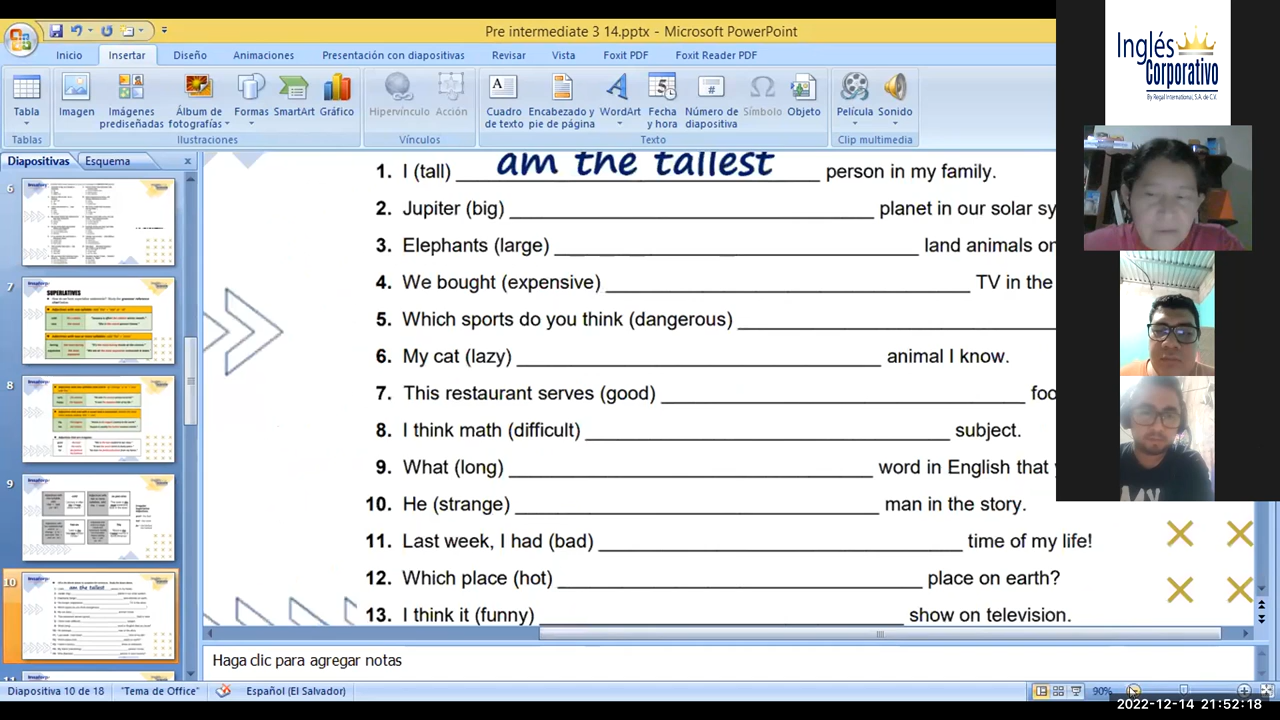 Pre intermediate 3 14.pptx - Microsoft PowerPoint
Inicio Insertar Diseño Animaciones Presentación con diapositivas Revisar Vista Foxit PDF Foxit Reader PDF
Tabla Imagen Imágenes prediseñadas Álbum de fotografías Formas SmartArt Gráfico Hipervínculo Acción Cuadro de texto Encabezado y pie de página WordArt Fecha y hora Número de diapositiva Símbolo Objeto Película Sonido
Tablas Ilustraciones Vínculos Texto Clip multimedia
Inglés
Corporativo
By Regal International, S.A. de C.V.
Diapositivas Esquema
6
7
SUPERLATIVES
8
9
10
am the tallest
am the tallest
1. I (tall) person in my family.
2. Jupiter (big) planet in our solar sy
3. Elephants (large) land animals on
4. We bought (expensive) TV in the
5. Which sports do you think (dangerous)
6. My cat (lazy) animal I know.
7. This restaurant serves (good) foo
8. I think math (difficult) subject.
9. What (long) word in English that y
10. He (strange) man in the story.
11. Last week, I had (bad) time of my life!
12. Which place (hot) place on earth?
13. I think it (funny) show on television.
Haga clic para agregar notas
Diapositiva 10 de 18 "Tema de Office" Español (El Salvador) 90%
2022-12-14 21:52:18